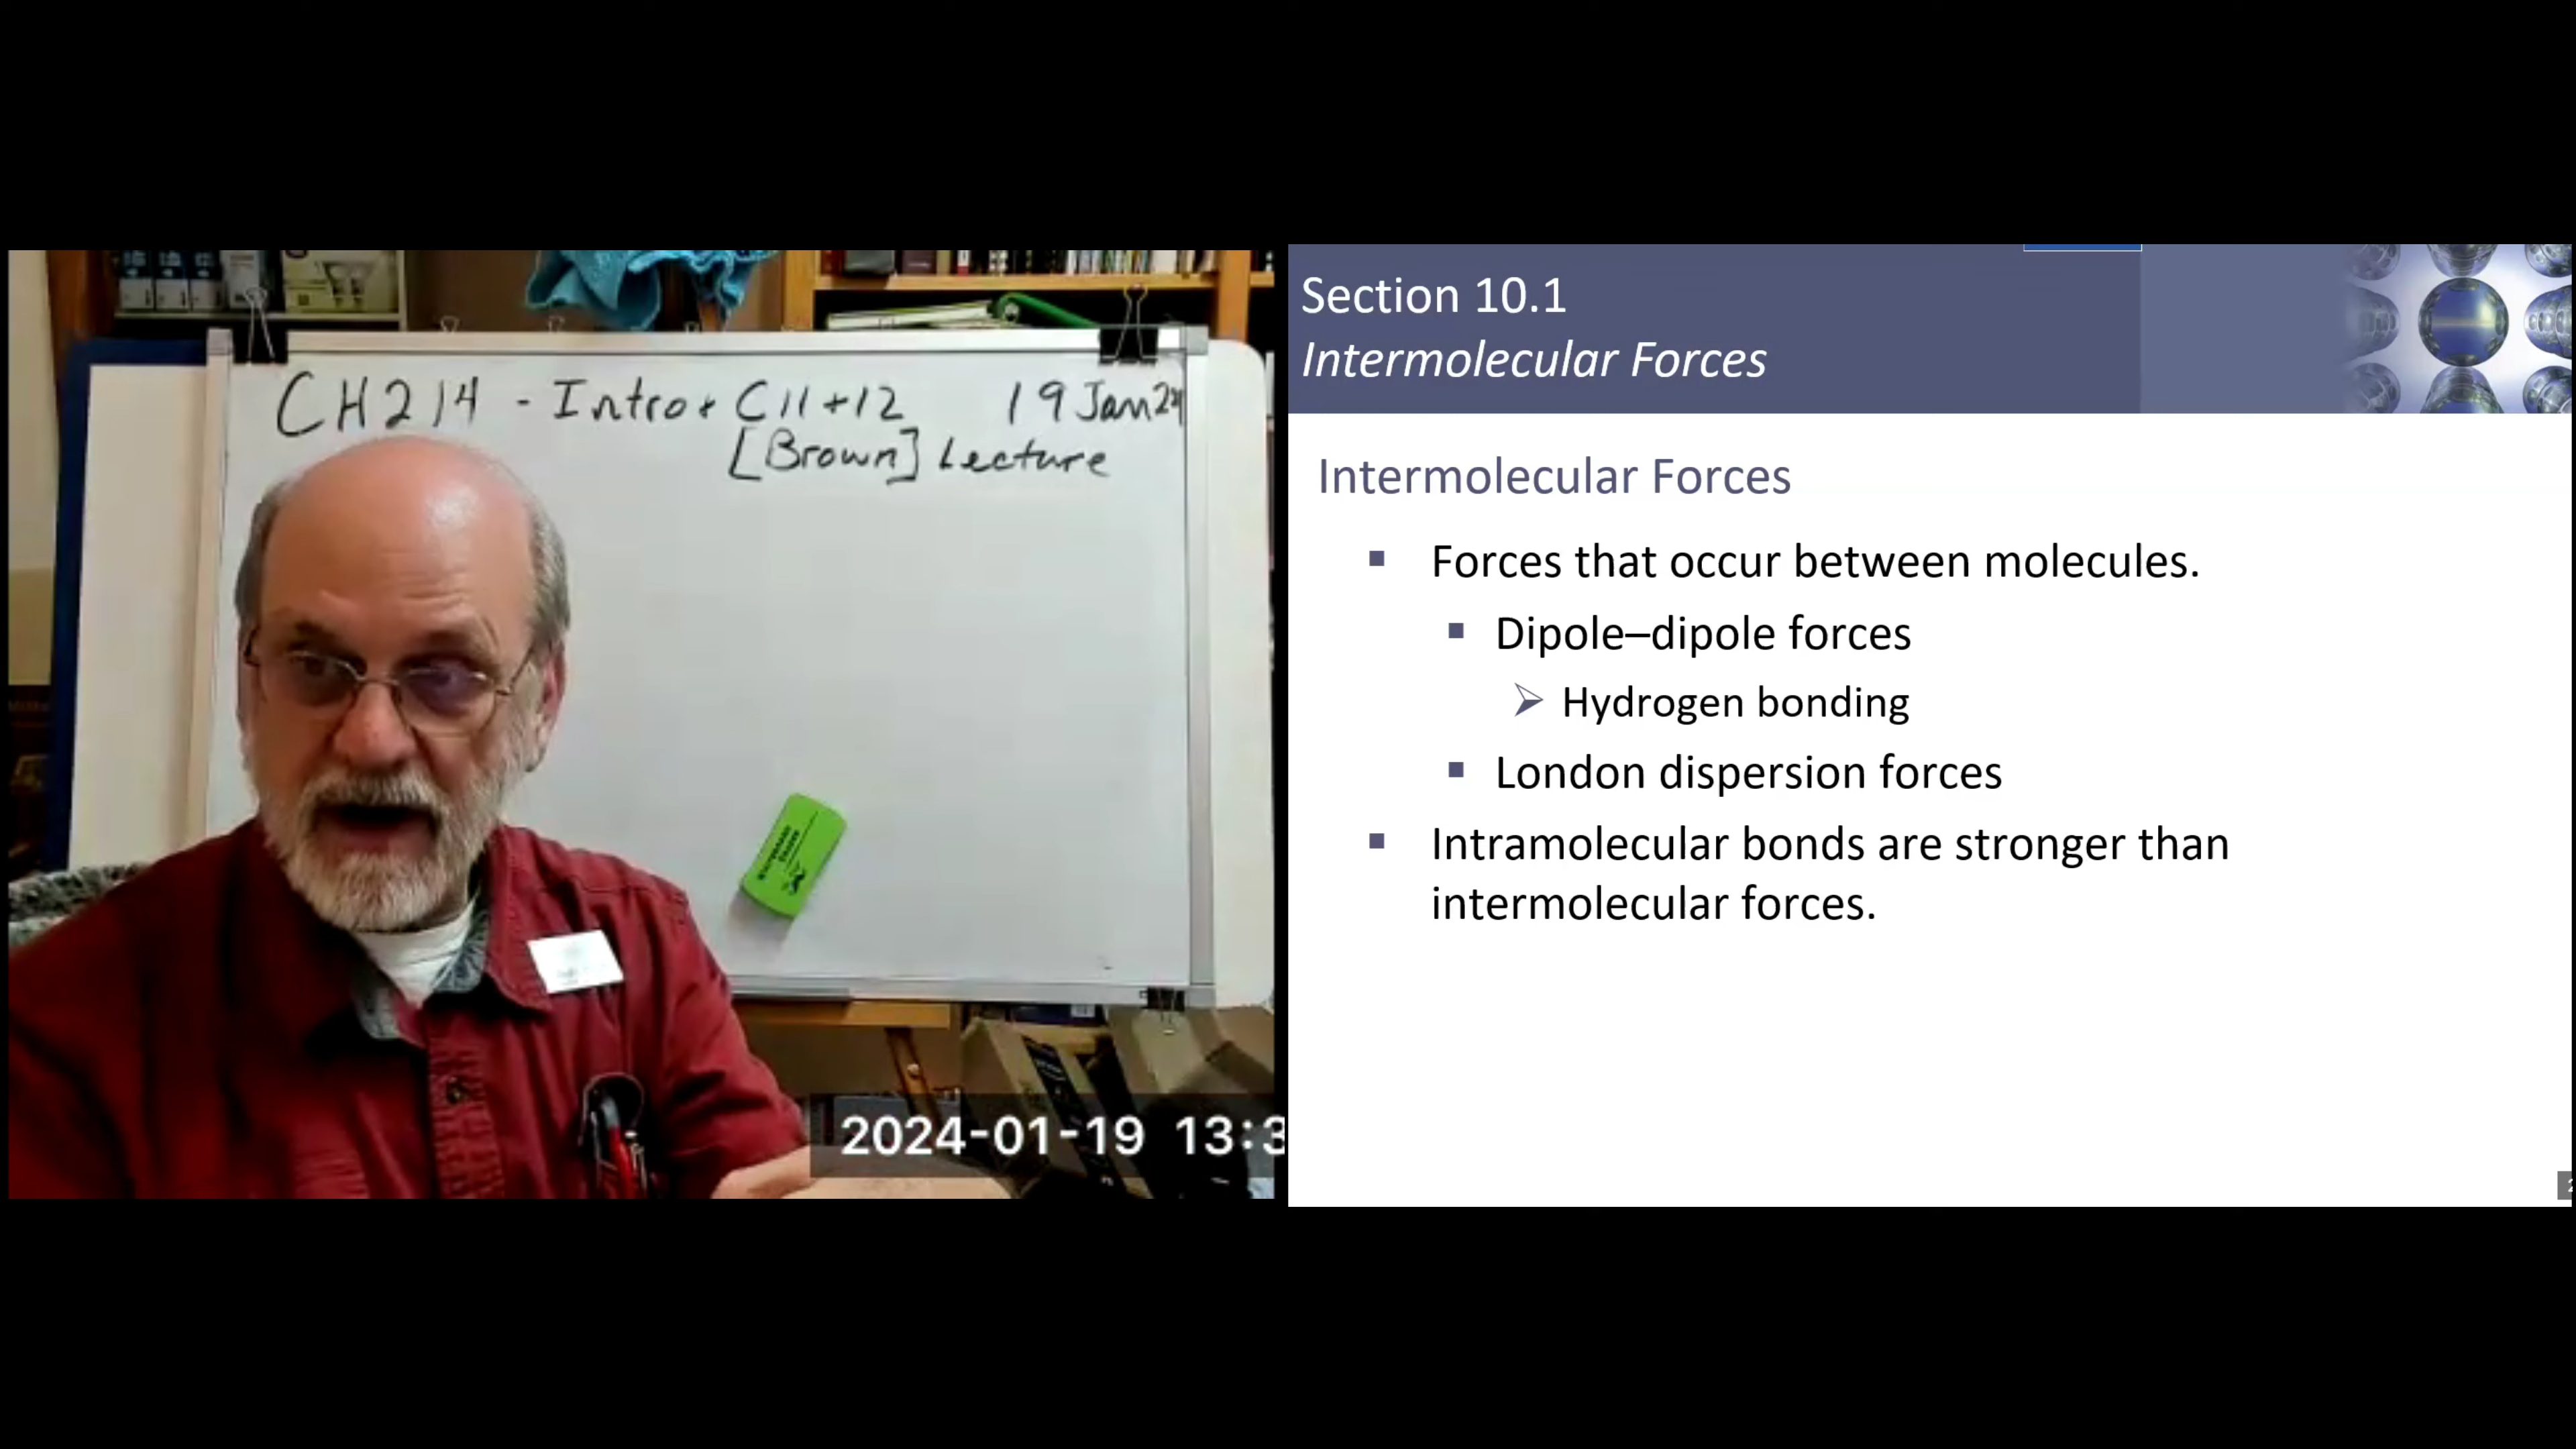 CH214 - Intro + C11+12 19 Jan 24
[Brown] Lecture
2024-01-19 13:3
Section 10.1
Intermolecular Forces
Intermolecular Forces
Forces that occur between molecules.
Dipole–dipole forces
Hydrogen bonding
London dispersion forces
Intramolecular bonds are stronger than
intermolecular forces.